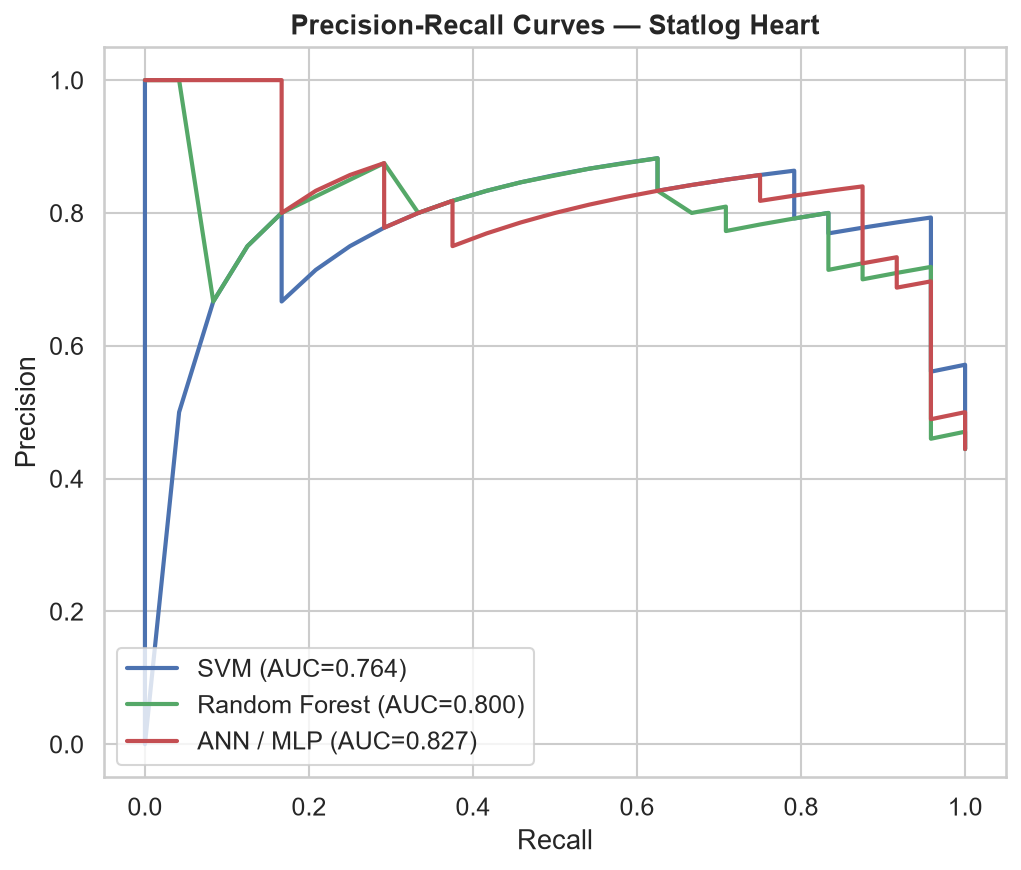 Precision-Recall Curves — Statlog Heart
1.0
0.8
0.6
0.4
0.2
0.0
Precision
SVM (AUC=0.764)
Random Forest (AUC=0.800)
ANN / MLP (AUC=0.827)
0.0 0.2 0.4 0.6 0.8 1.0
Recall